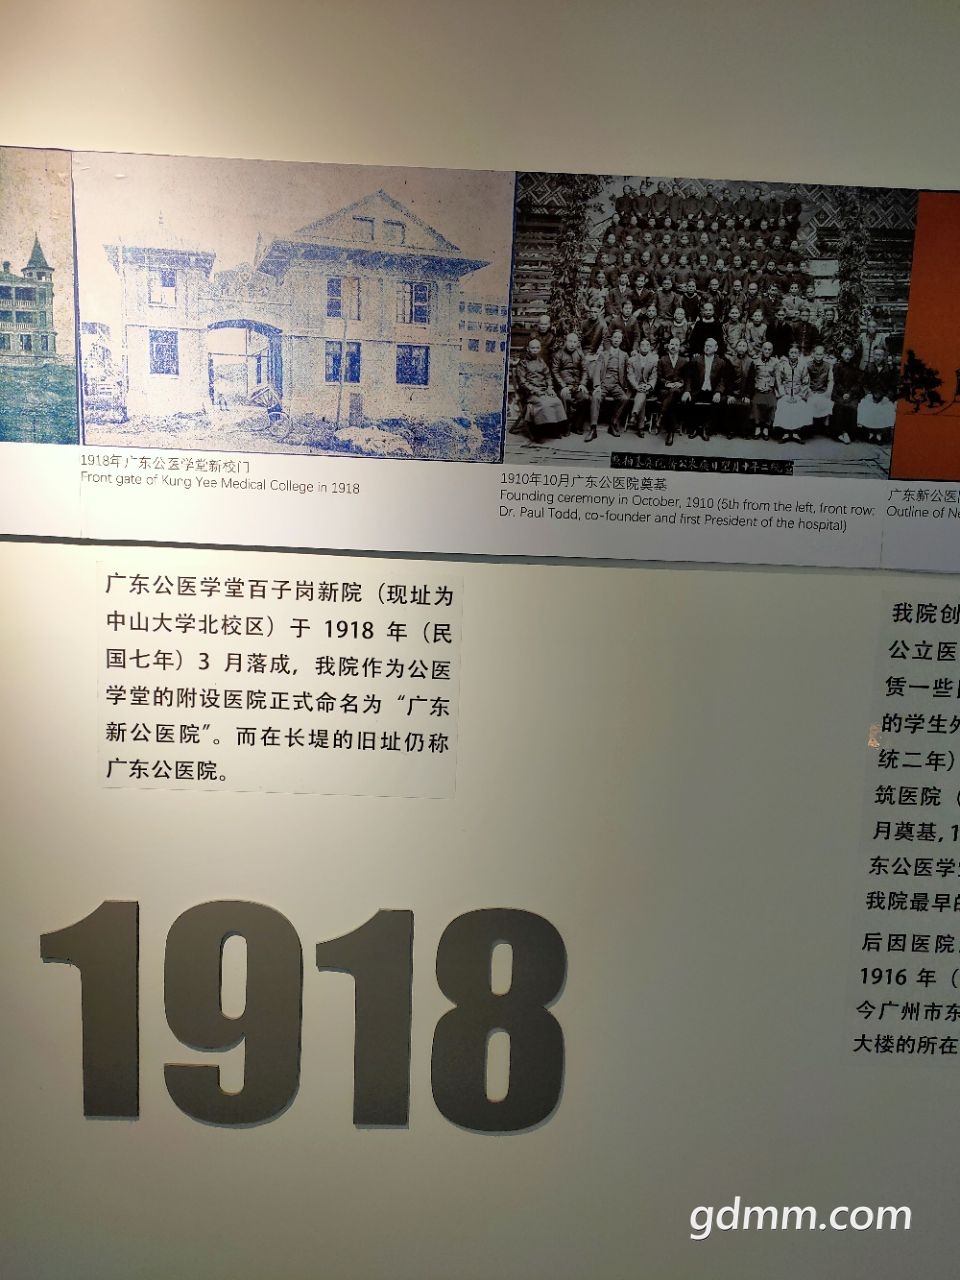 1918年广东公医学堂新校门
Front gate of Kung Yee Medical College in 1918
1910年10月广东公医院奠基
Founding ceremony in October, 1910 (5th from the left, front row:
Dr. Paul Todd, co-founder and first President of the hospital)
广东新公医
Outline of Ne
广东公医学堂百子岗新院（现址为
中山大学北校区）于 1918 年（民
国七年）3 月落成，我院作为公医
学堂的附设医院正式命名为“广东
新公医院”。而在长堤的旧址仍称
广东公医院。
我院创
公立医
赁一些
的学生外
统二年）
筑医院（
月奠基, 1
东公医学
我院最早的
后因医院
1916 年（
今广州市东
大楼的所在
1918
gdmm.com